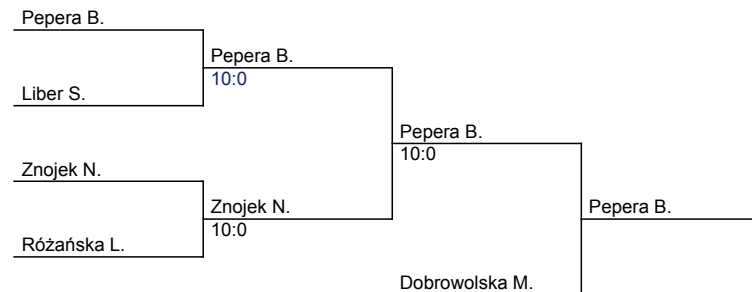 Pepera B.
Pepera B.
10:0
Liber S.
Pepera B.
10:0
Znojek N.
Znojek N.
10:0
Pepera B.
Różańska L.
Dobrowolska M.